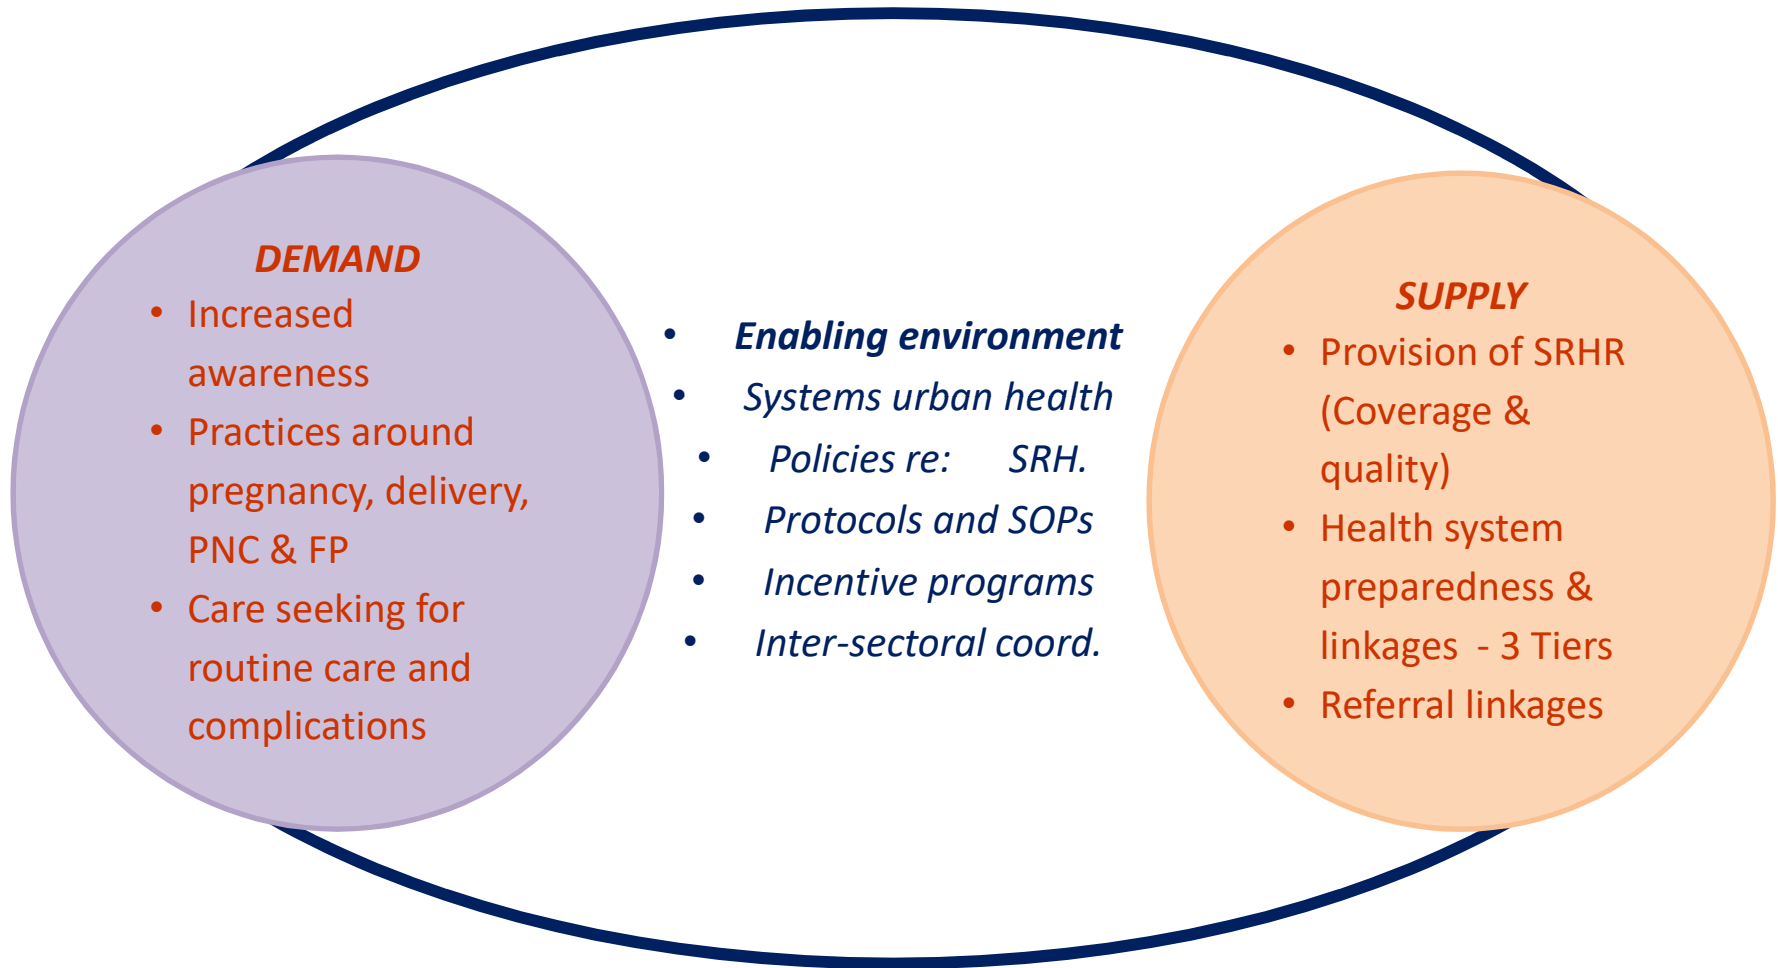 DEMAND
• Increased
awareness
• Practices around
pregnancy, delivery,
PNC & FP
• Care seeking for
routine care and
complications
• Enabling environment
• Systems urban health
• Policies re: SRH.
• Protocols and SOPs
• Incentive programs
• Inter-sectoral coord.
SUPPLY
• Provision of SRHR
(Coverage &
quality)
• Health system
preparedness &
linkages - 3 Tiers
• Referral linkages